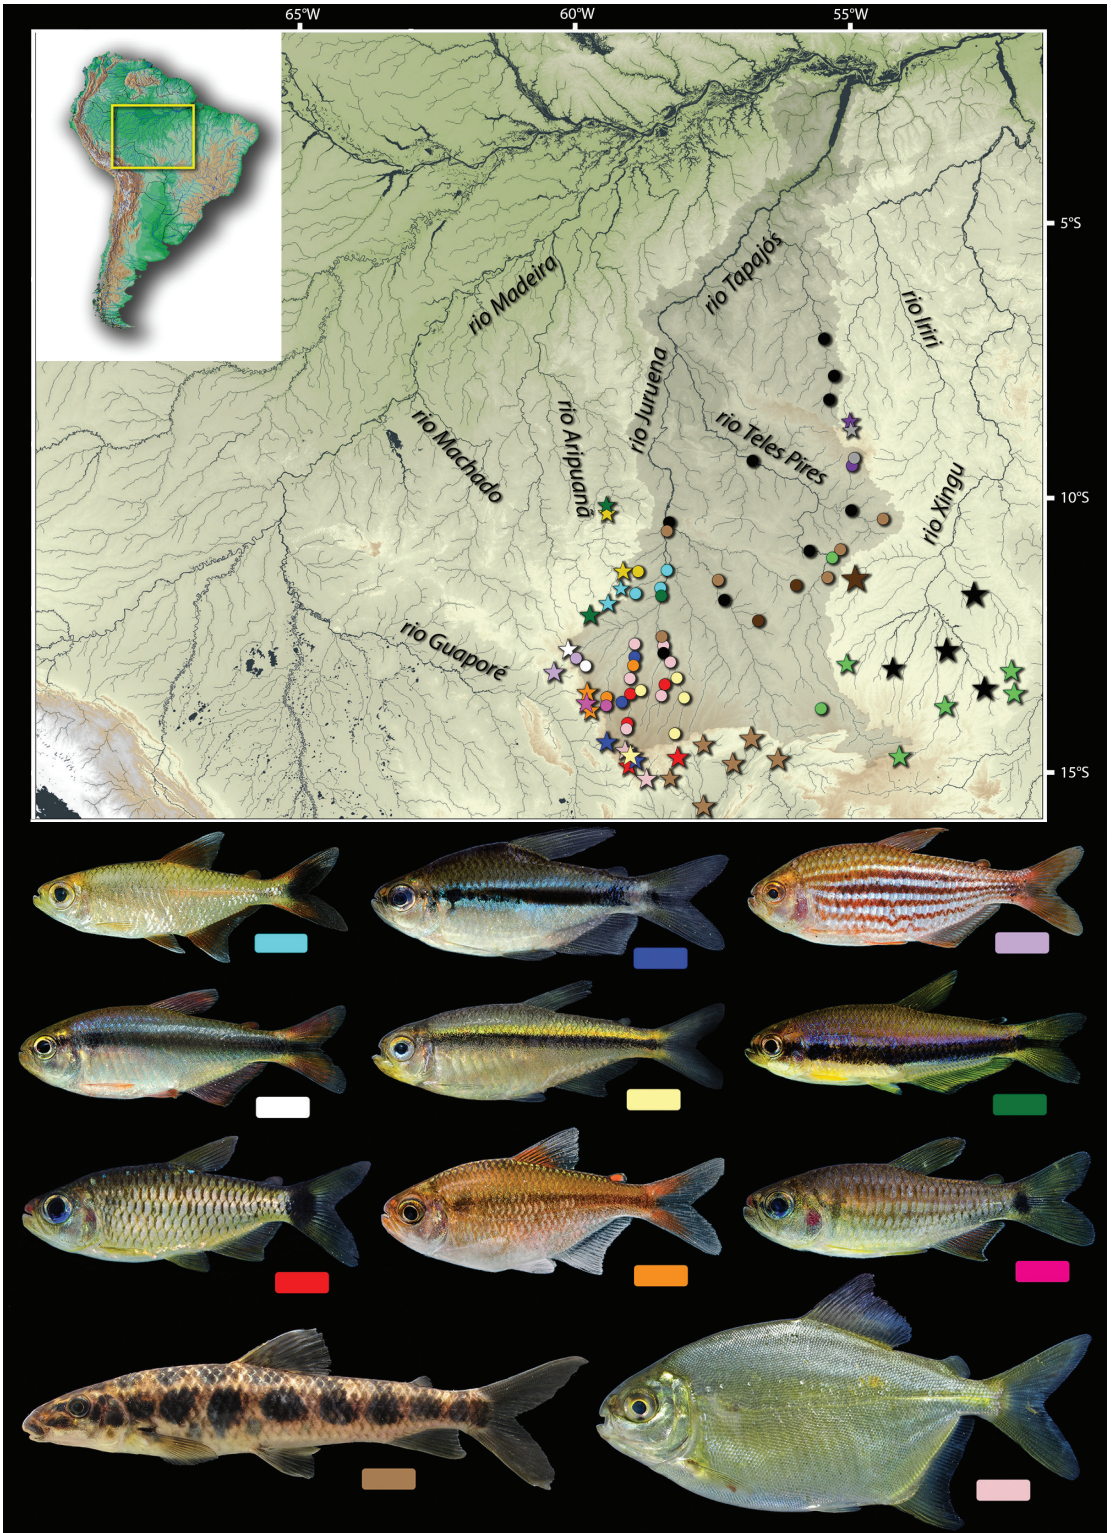 65°W
60°W
55°W
5°S
10°S
15°S
rio Madeira
rio Tapajós
rio Iriri
rio Juruena
rio Machado
rio Aripuanã
rio Teles Pires
rio Xingu
rio Guaporé